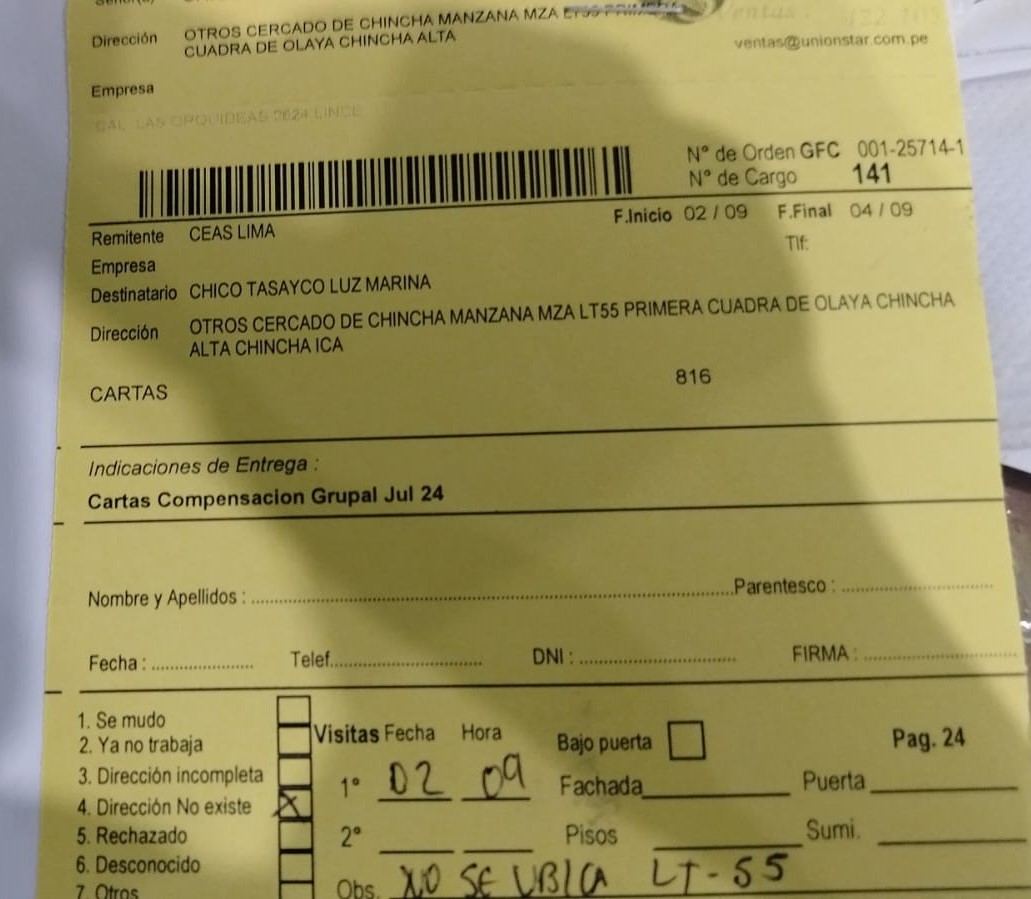 Dirección OTROS CERCADO DE CHINCHA MANZANA MZA
CUADRA DE OLAYA CHINCHA ALTA
ventas@unionstar.com.pe
Empresa
CAL LAS ORQUIDEAS 2624 LINCE
N° de Orden GFC 001-25714-1
N° de Cargo 141
F.Inicio 02 / 09 F.Final 04 / 09
Remitente CEAS LIMA
Tlf:
Empresa
Destinatario CHICO TASAYCO LUZ MARINA
Dirección OTROS CERCADO DE CHINCHA MANZANA MZA LT55 PRIMERA CUADRA DE OLAYA CHINCHA
ALTA CHINCHA ICA
CARTAS 816
Indicaciones de Entrega :
Cartas Compensacion Grupal Jul 24
Nombre y Apellidos : Parentesco :
Fecha : Telef. DNI : FIRMA :
1. Se mudo
2. Ya no trabaja
3. Dirección incompleta
4. Dirección No existe X
5. Rechazado
6. Desconocido
7. Otros
Visitas Fecha Hora Bajo puerta Pag. 24
1° 02 09 Fachada Puerta
2° Pisos Sumi.
Obs. NO SE UBICA LT-55